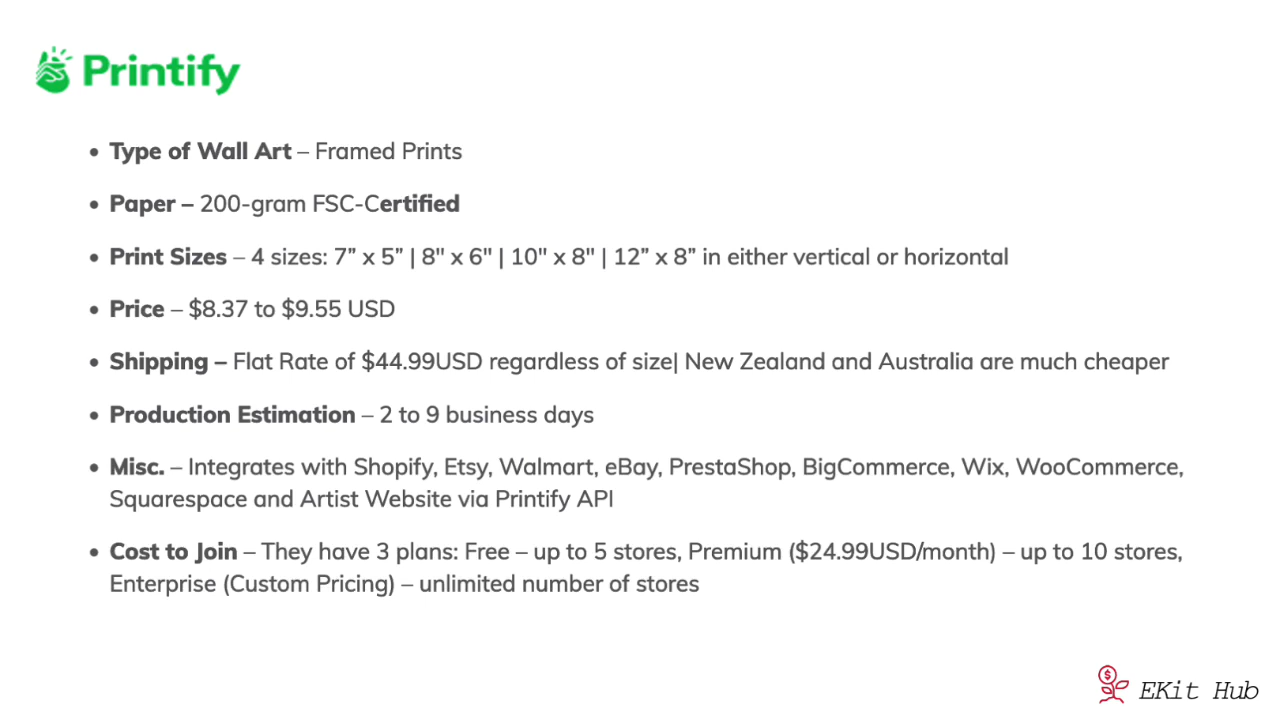 Printify
• Type of Wall Art – Framed Prints
• Paper – 200-gram FSC-Certified
• Print Sizes – 4 sizes: 7” x 5” | 8" x 6" | 10" x 8" | 12” x 8” in either vertical or horizontal
• Price – $8.37 to $9.55 USD
• Shipping – Flat Rate of $44.99USD regardless of size| New Zealand and Australia are much cheaper
• Production Estimation – 2 to 9 business days
• Misc. – Integrates with Shopify, Etsy, Walmart, eBay, PrestaShop, BigCommerce, Wix, WooCommerce,
Squarespace and Artist Website via Printify API
• Cost to Join – They have 3 plans: Free – up to 5 stores, Premium ($24.99USD/month) – up to 10 stores,
Enterprise (Custom Pricing) – unlimited number of stores
$
EKit Hub